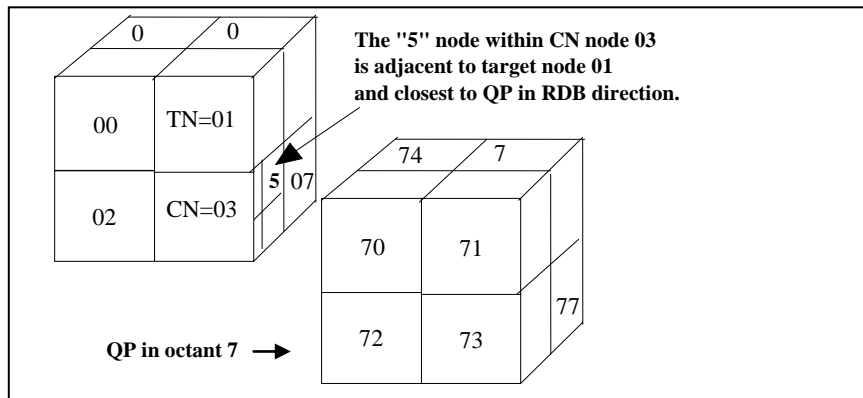 0 0
The "5" node within CN node 03
is adjacent to target node 01
and closest to QP in RDB direction.
00 TN=01
5 07
02 CN=03
74 7
70 71
77
72 73
QP in octant 7